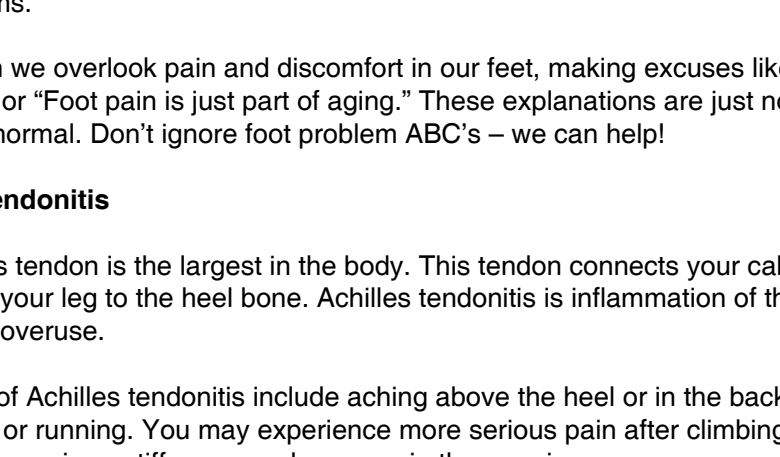 ms.
we overlook pain and discomfort in our feet, making excuses like
or “Foot pain is just part of aging.” These explanations are just
normal. Don’t ignore foot problem ABC’s – we can help!
endonitis
s tendon is the largest in the body. This tendon connects your
your leg to the heel bone. Achilles tendonitis is inflammation of
overuse.
of Achilles tendonitis include aching above the heel or in the back
or running. You may experience more serious pain after climbing